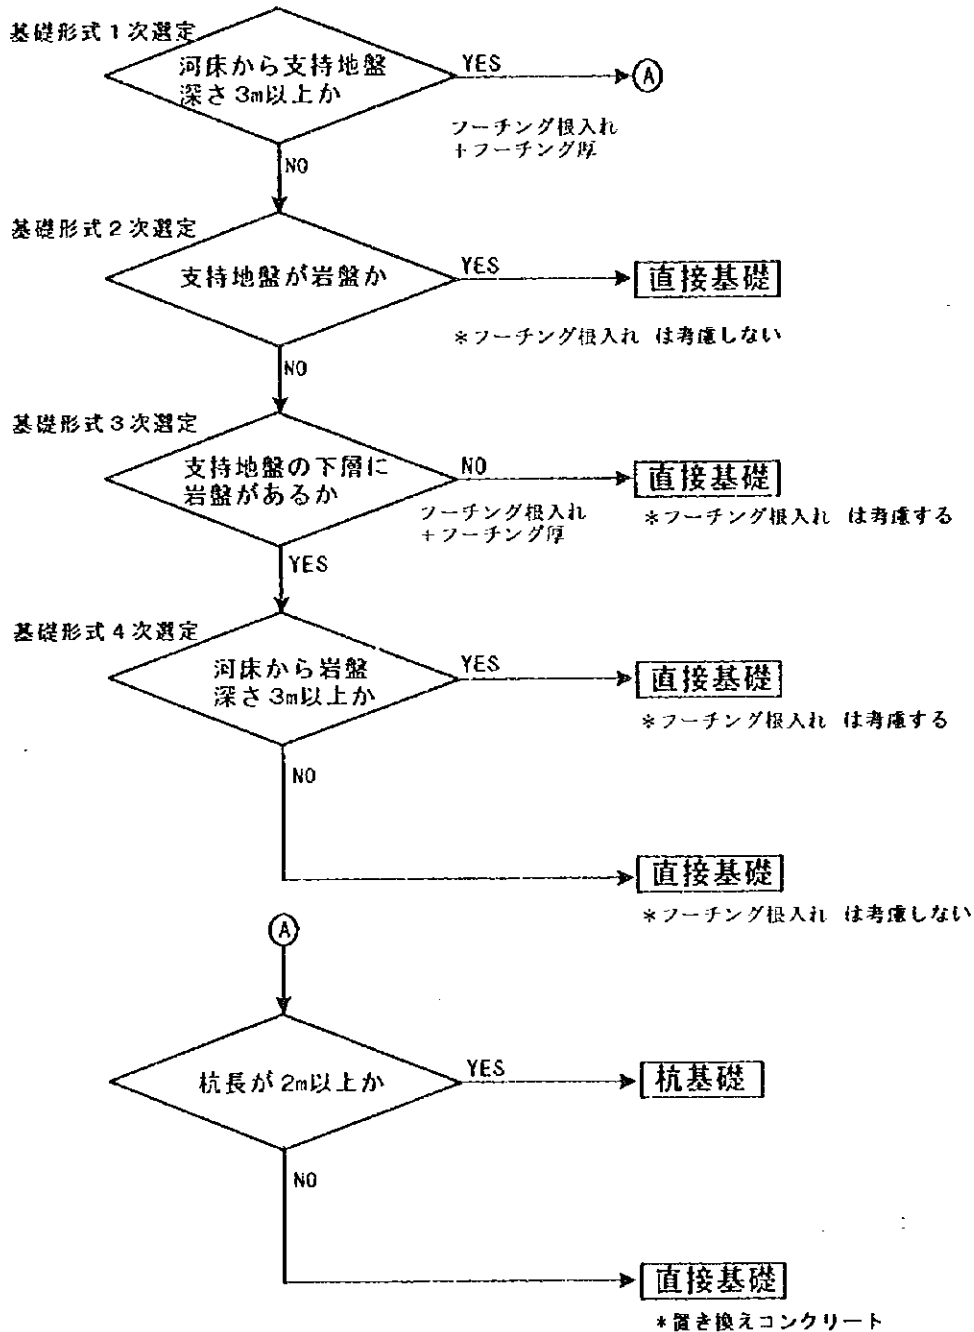 基礎形式1次選定
河床から支持地盤
深さ3m以上か
YES
A
フーチング根入れ
+フーチング厚
NO
基礎形式2次選定
支持地盤が岩盤か
YES
直接基礎
*フーチング根入れ は考慮しない
NO
基礎形式3次選定
支持地盤の下層に
岩盤があるか
NO
直接基礎
フーチング根入れ
+フーチング厚
*フーチング根入れ は考慮する
YES
基礎形式4次選定
河床から岩盤
深さ3m以上か
YES
直接基礎
*フーチング根入れ は考慮する
NO
直接基礎
*フーチング根入れ は考慮しない
A
杭長が2m以上か
YES
杭基礎
NO
直接基礎
*置き換えコンクリート